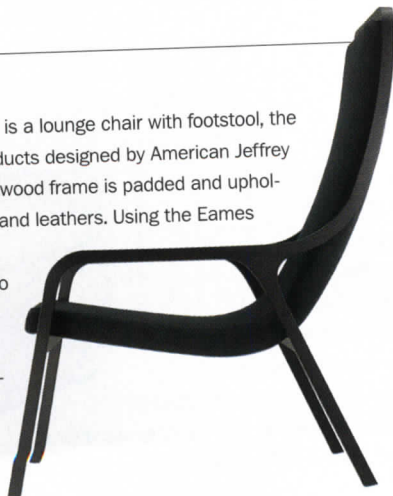 is a lounge chair with footstool, the
ducts designed by American Jeffrey
wood frame is padded and uphol-
and leathers. Using the Eames
o
-